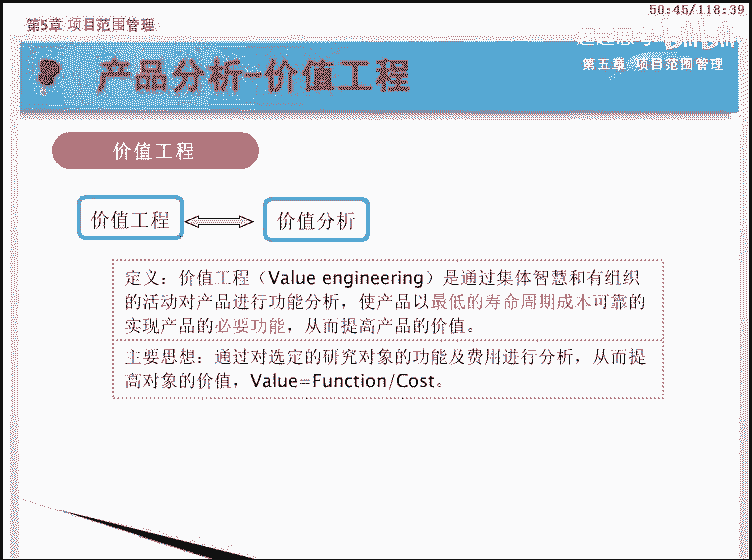 50:45/118:39
第5章 项目范围管理
bilibili
产品分析-价值工程
第五章 项目范围管理
价值工程
价值工程
价值分析
定义：价值工程（Value engineering）是通过集体智慧和有组织
的活动对产品进行功能分析，使产品以最低的寿命周期成本可靠的
实现产品的必要功能，从而提高产品的价值。
主要思想：通过对选定的研究对象的功能及费用进行分析，从而提
高对象的价值，Value=Function/Cost。